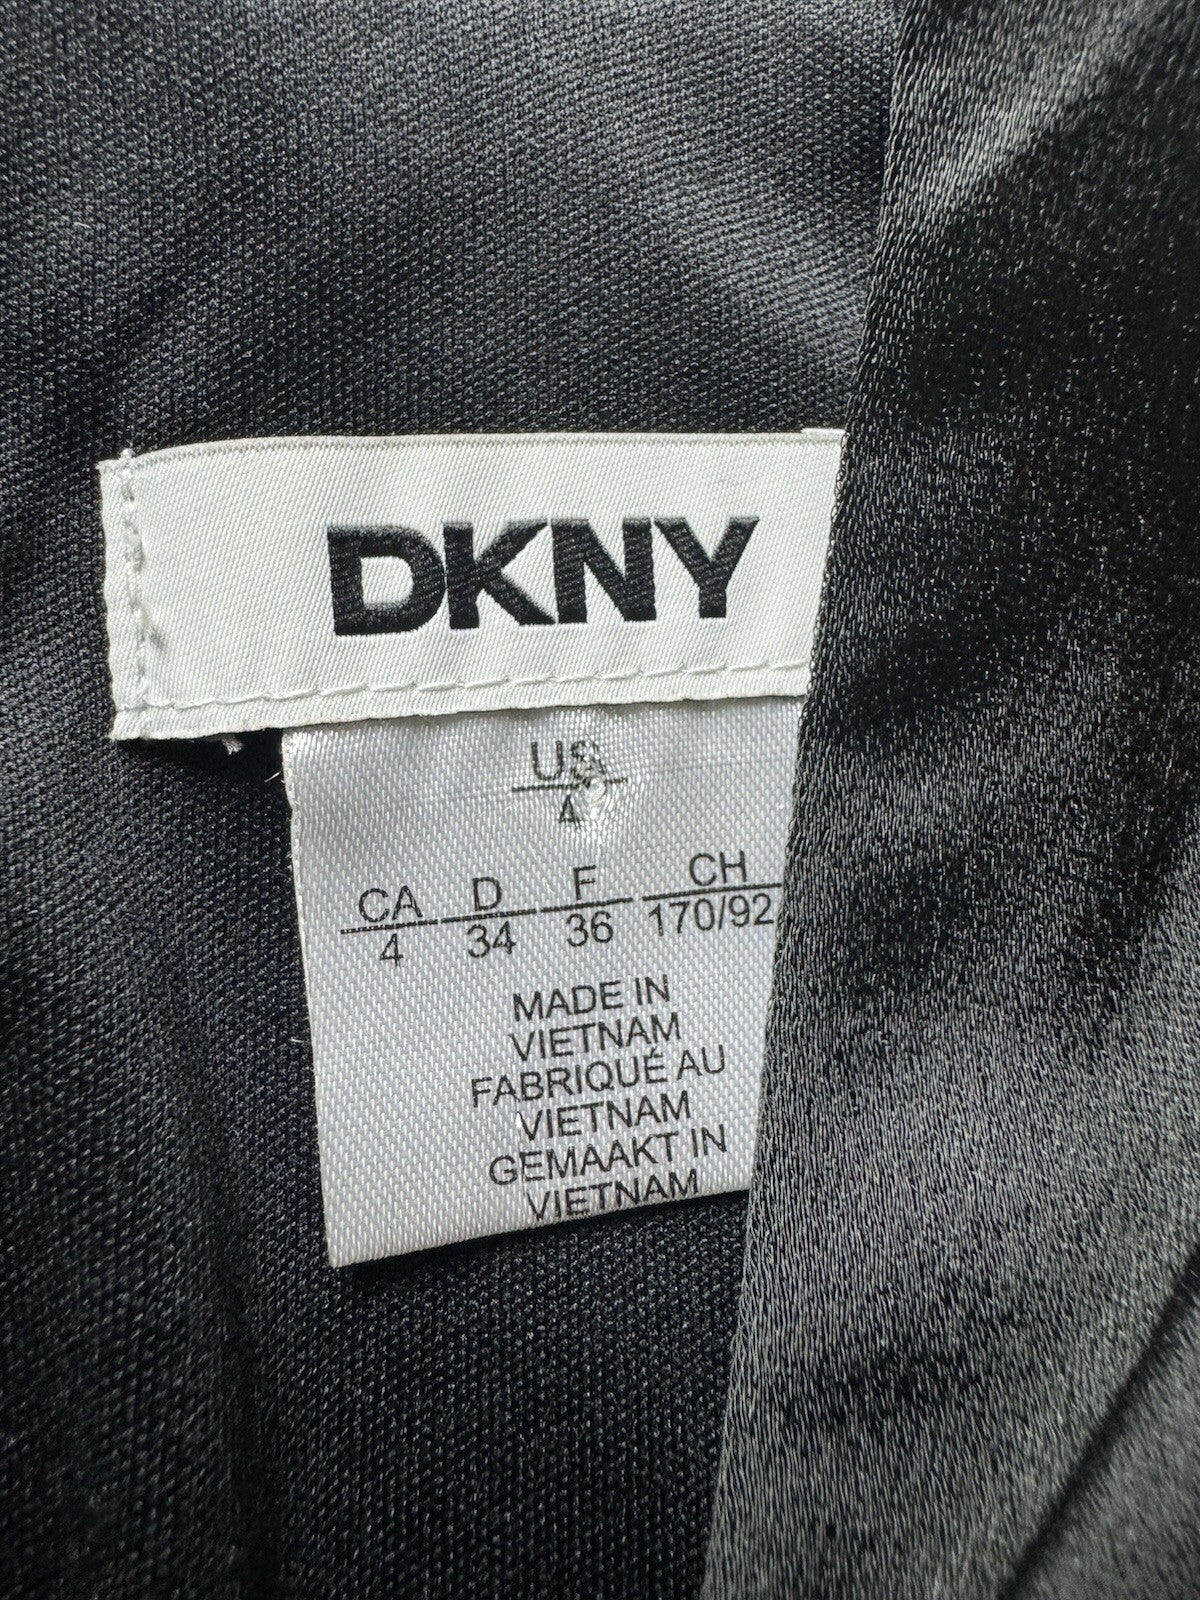 DKNY
US
4
CA D F CH
4 34 36 170/92
MADE IN
VIETNAM
FABRIQUÉ AU
VIETNAM
GEMAAKT IN
VIETNAM